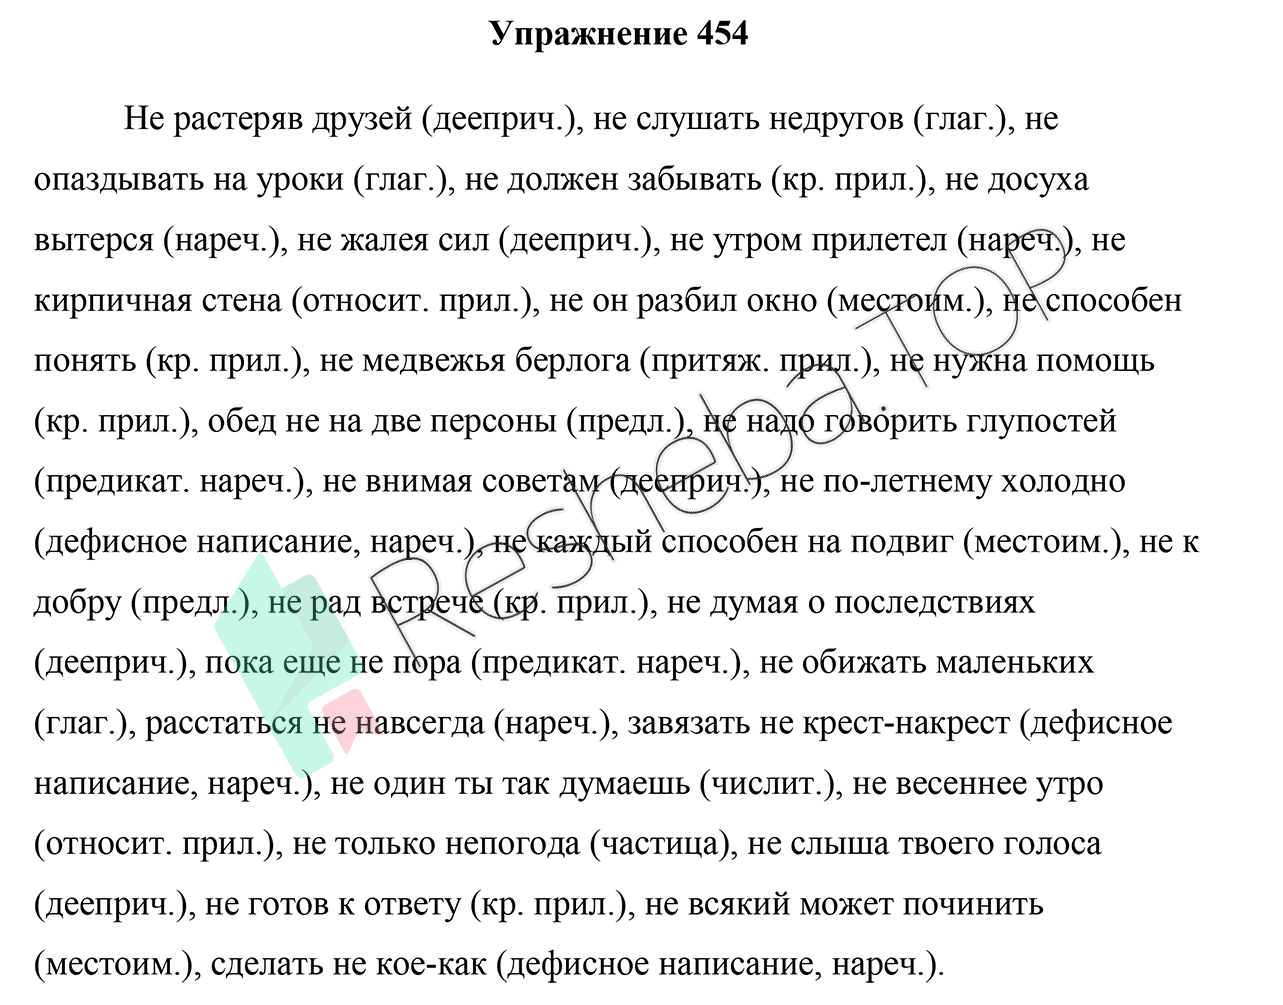 Упражнение 454
Не растеряв друзей (дееприч.), не слушать недругов (глаг.), не
опаздывать на уроки (глаг.), не должен забывать (кр. прил.), не досуха
вытерся (нареч.), не жалея сил (дееприч.), не утром прилетел (нареч.), не
кирпичная стена (относит. прил.), не он разбил окно (местоим.), не способен
понять (кр. прил.), не медвежья берлога (притяж. прил.), не нужна помощь
(кр. прил.), обед не на две персоны (предл.), не надо говорить глупостей
(предикат. нареч.), не внимая советам (дееприч.), не по-летнему холодно
(дефисное написание, нареч.), не каждый способен на подвиг (местоим.), не к
добру (предл.), не рад встрече (кр. прил.), не думая о последствиях
(дееприч.), пока еще не пора (предикат. нареч.), не обижать маленьких
(глаг.), расстаться не навсегда (нареч.), завязать не крест-накрест (дефисное
написание, нареч.), не один ты так думаешь (числит.), не весеннее утро
(относит. прил.), не только непогода (частица), не слыша твоего голоса
(дееприч.), не готов к ответу (кр. прил.), не всякий может починить
(местоим.), сделать не кое-как (дефисное написание, нареч.).
Resheba.TOP